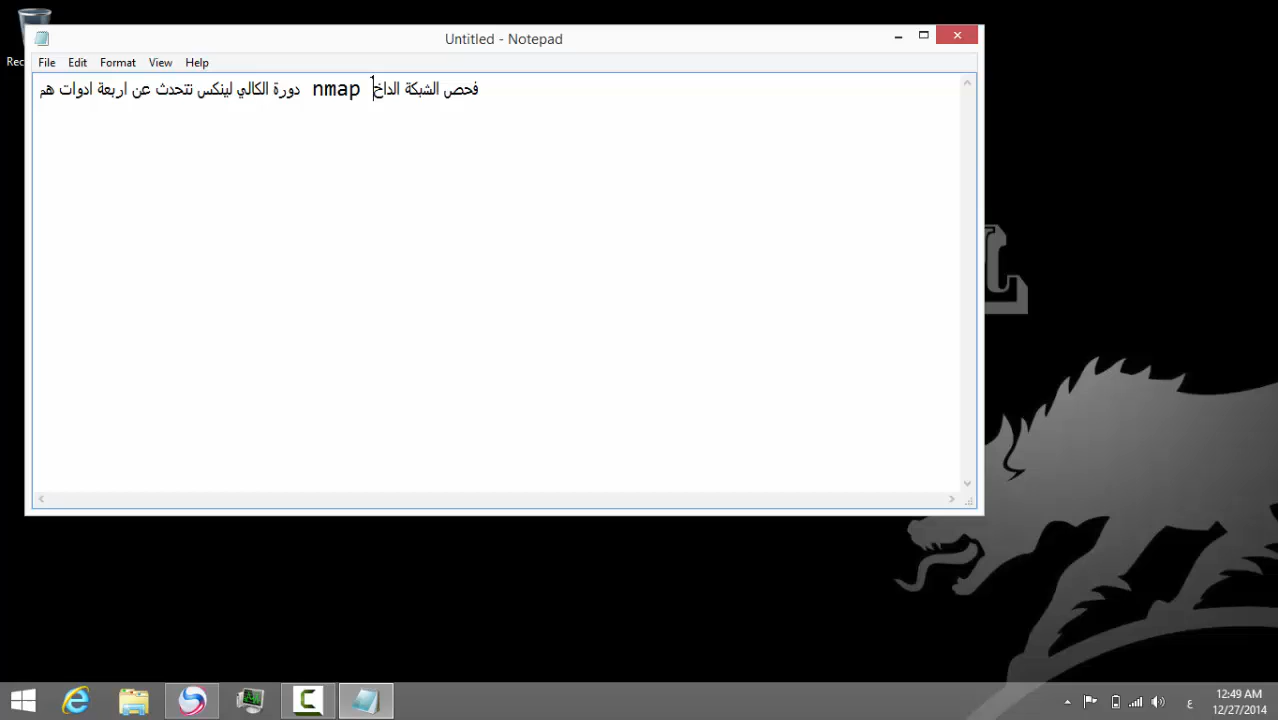 Rec
Untitled - Notepad
File Edit Format View Help
دورة الكالي لينكس نتحدث عن اربعة ادوات هم nmap فحص الشبكة الداخ
ع
12:49 AM
12/27/2014